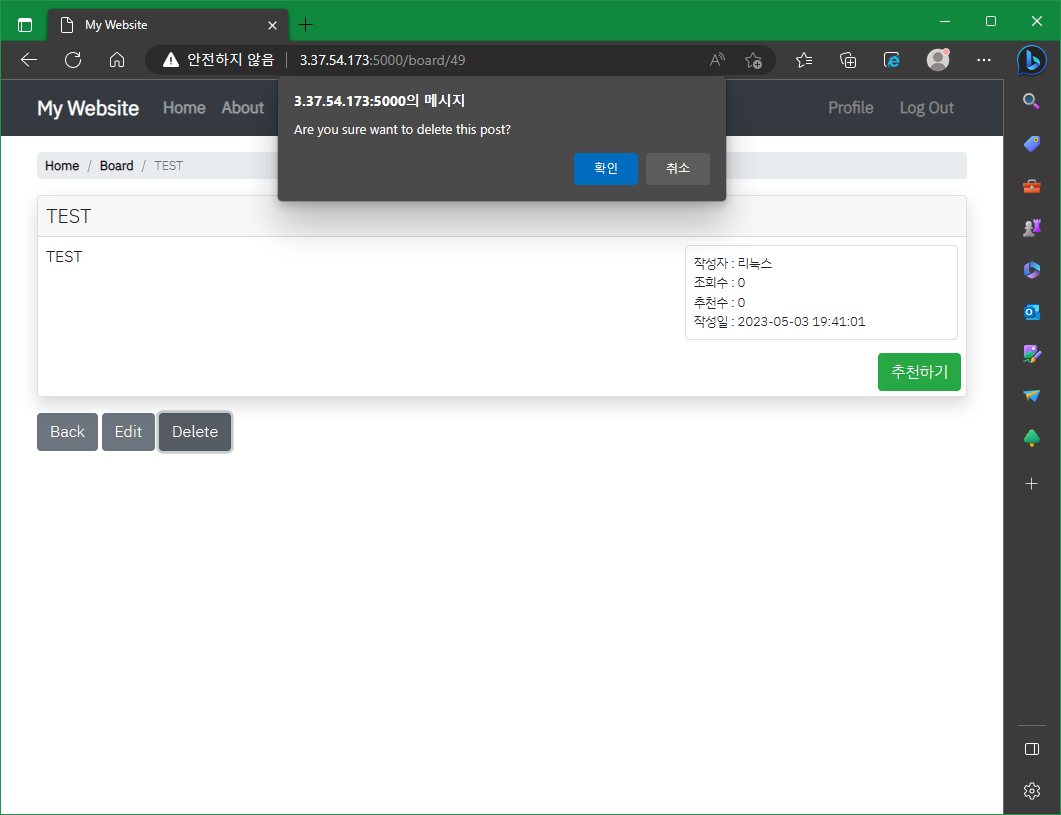 My Website
안전하지 않음 3.37.54.173:5000/board/49
3.37.54.173:5000의 메시지
Are you sure want to delete this post?
확인 취소
My Website Home About Profile Log Out
Home / Board / TEST
TEST
TEST
작성자 : 리눅스
조회수 : 0
추천수 : 0
작성일 : 2023-05-03 19:41:01
추천하기
Back Edit Delete